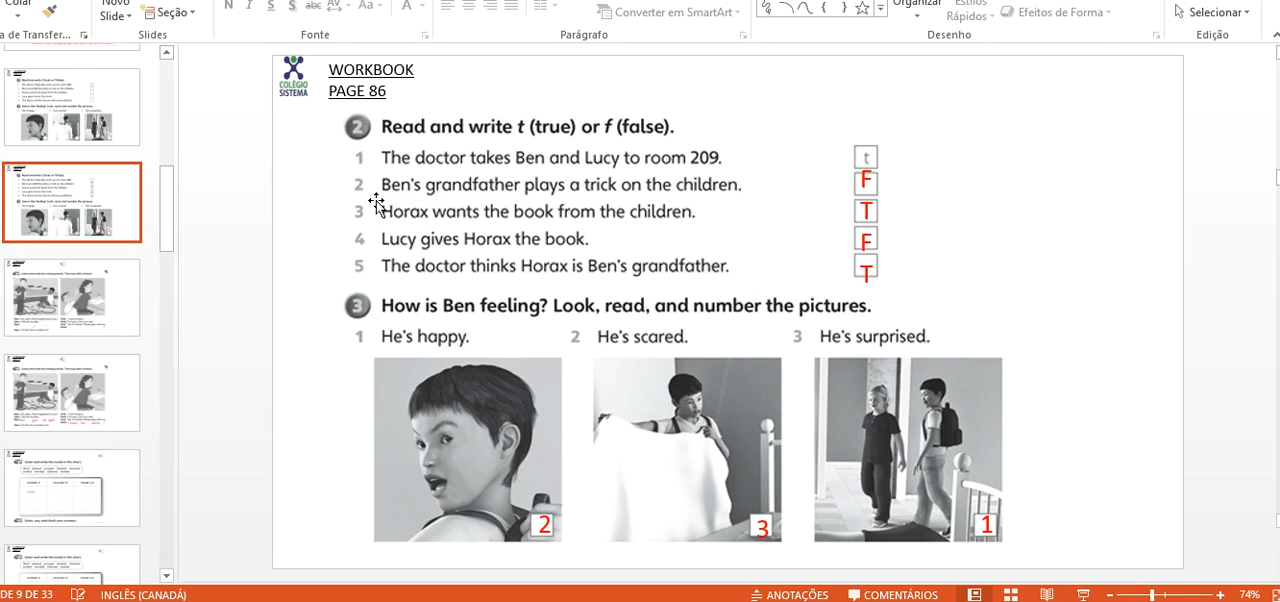 Colar
Novo
Slide
Seção
N I S S abc AV Aa A
Converter em SmartArt
Organizar
Estilos
Rápidos
Efeitos de Forma
Selecionar
a de Transfer...
Slides
Fonte
Parágrafo
Desenho
Edição
COLÉGIO
SISTEMA
WORKBOOK
PAGE 86
2 Read and write t (true) or f (false).
1 The doctor takes Ben and Lucy to room 209. t
2 Ben's grandfather plays a trick on the children. F
3 Horax wants the book from the children. T
4 Lucy gives Horax the book. F
5 The doctor thinks Horax is Ben's grandfather. T
3 How is Ben feeling? Look, read, and number the pictures.
1 He's happy. 2 He's scared. 3 He's surprised.
2 3 1
DE 9 DE 33 INGLÊS (CANADÁ) ANOTAÇÕES COMENTÁRIOS 74%